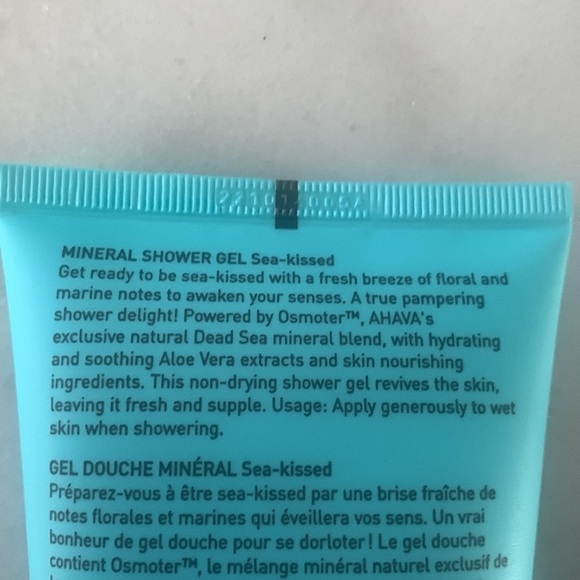 MINERAL SHOWER GEL Sea-kissed
Get ready to be sea-kissed with a fresh breeze of floral and
marine notes to awaken your senses. A true pampering
shower delight! Powered by Osmoter™, AHAVA's
exclusive natural Dead Sea mineral blend, with hydrating
and soothing Aloe Vera extracts and skin nourishing
ingredients. This non-drying shower gel revives the skin,
leaving it fresh and supple. Usage: Apply generously to wet
skin when showering.
GEL DOUCHE MINÉRAL Sea-kissed
Préparez-vous à être sea-kissed par une brise fraîche de
notes florales et marines qui éveillera vos sens. Un vrai
bonheur de gel douche pour se dorloter! Le gel douche
contient Osmoter™, le mélange minéral naturel exclusif de